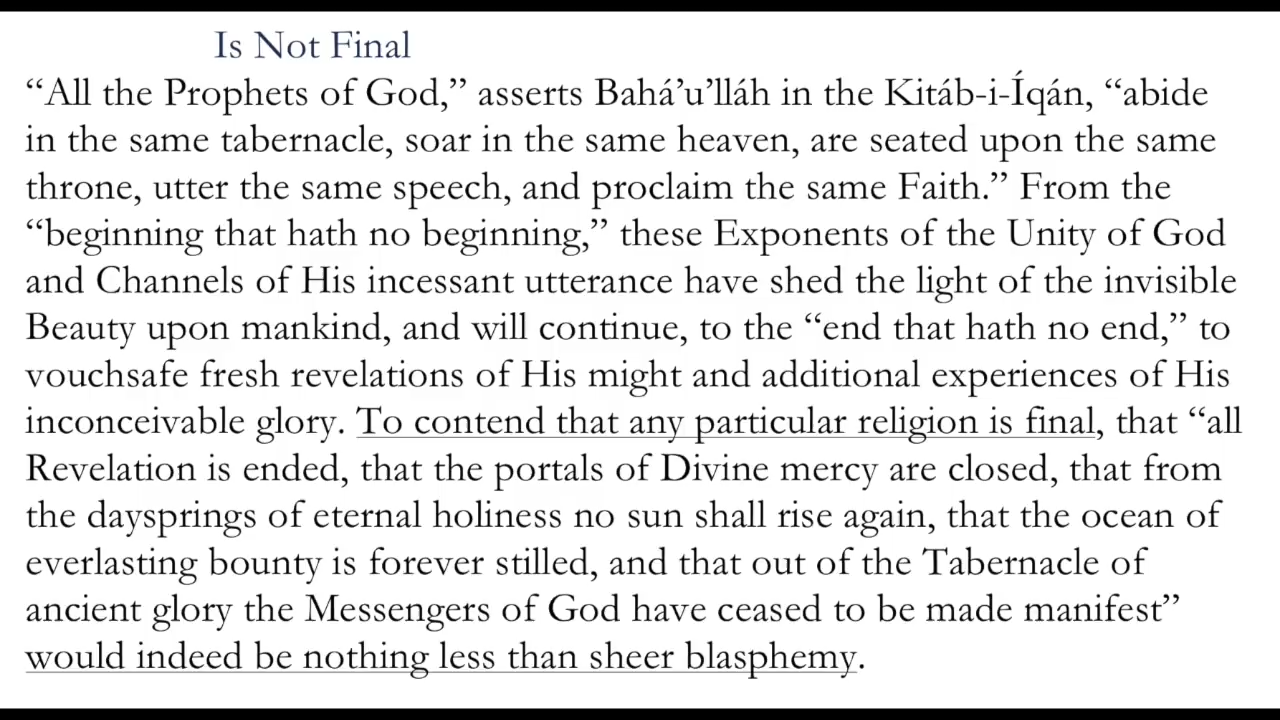 Is Not Final
“All the Prophets of God,” asserts Bahá’u’lláh in the Kitáb-i-Íqán, “abide
in the same tabernacle, soar in the same heaven, are seated upon the same
throne, utter the same speech, and proclaim the same Faith.” From the
“beginning that hath no beginning,” these Exponents of the Unity of God
and Channels of His incessant utterance have shed the light of the invisible
Beauty upon mankind, and will continue, to the “end that hath no end,” to
vouchsafe fresh revelations of His might and additional experiences of His
inconceivable glory. To contend that any particular religion is final, that “all
Revelation is ended, that the portals of Divine mercy are closed, that from
the daysprings of eternal holiness no sun shall rise again, that the ocean of
everlasting bounty is forever stilled, and that out of the Tabernacle of
ancient glory the Messengers of God have ceased to be made manifest”
would indeed be nothing less than sheer blasphemy.